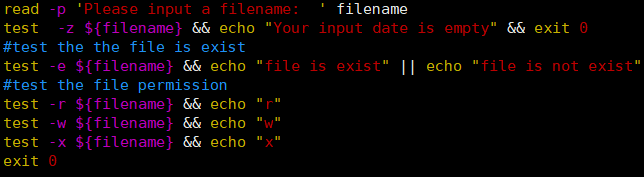 read -p 'Please input a filename:  ' filename
test  -z ${filename} && echo "Your input date is empty" && exit 0
#test the the file is exist
test -e ${filename} && echo "file is exist" || echo "file is not exist"
#test the file permission
test -r ${filename} && echo "r"
test -w ${filename} && echo "w"
test -x ${filename} && echo "x"
exit 0